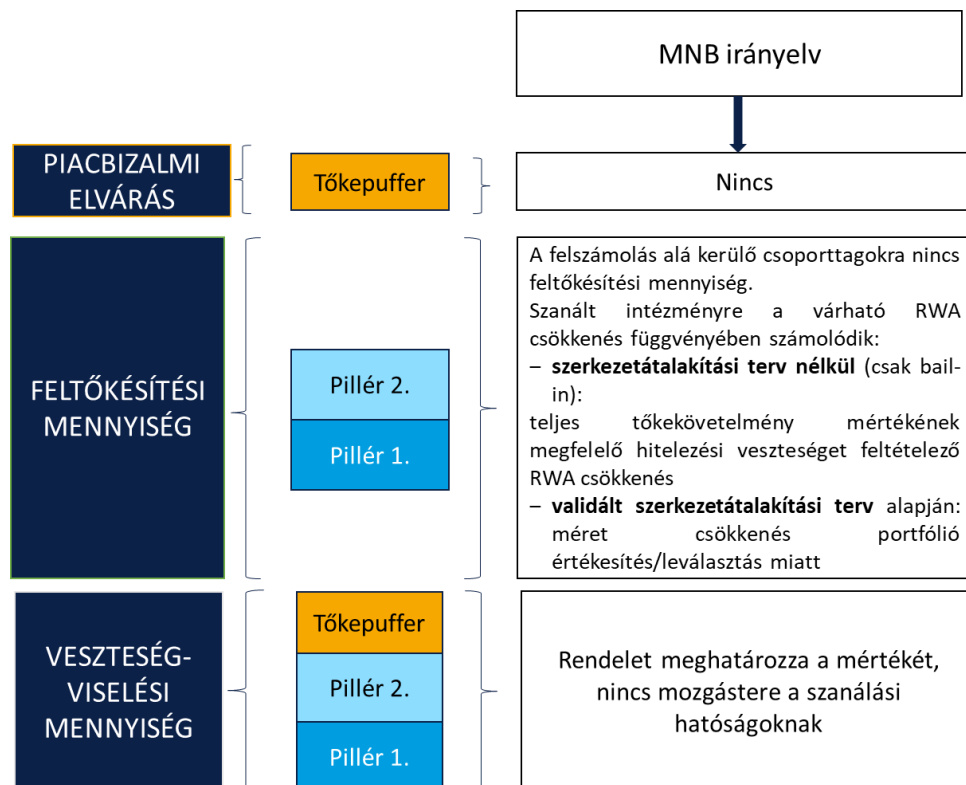 MNB irányelv
PIACBIZALMI
ELVÁRÁS
Tőkepuffer
Nincs
FELTŐKÉSÍTÉSI
MENNYISÉG
Pillér 2.
Pillér 1.
A felszámolás alá kerülő csoporttagokra nincs
feltőkésítési mennyiség.
Szanált intézményre a várható RWA
csökkenés függvényében számolódik:
– szerkezetátalakítási terv nélkül (csak bail-
in):
teljes tőkekövetelmény mértékének
megfelelő hitelezési veszteséget feltételező
RWA csökkenés
– validált szerkezetátalakítási terv alapján:
méret csökkenés portfólió
értékesítés/leválasztás miatt
VESZTESÉG-
VISELÉSI
MENNYISÉG
Tőkepuffer
Pillér 2.
Pillér 1.
Rendelet meghatározza a mértékét,
nincs mozgástere a szanálási
hatóságoknak